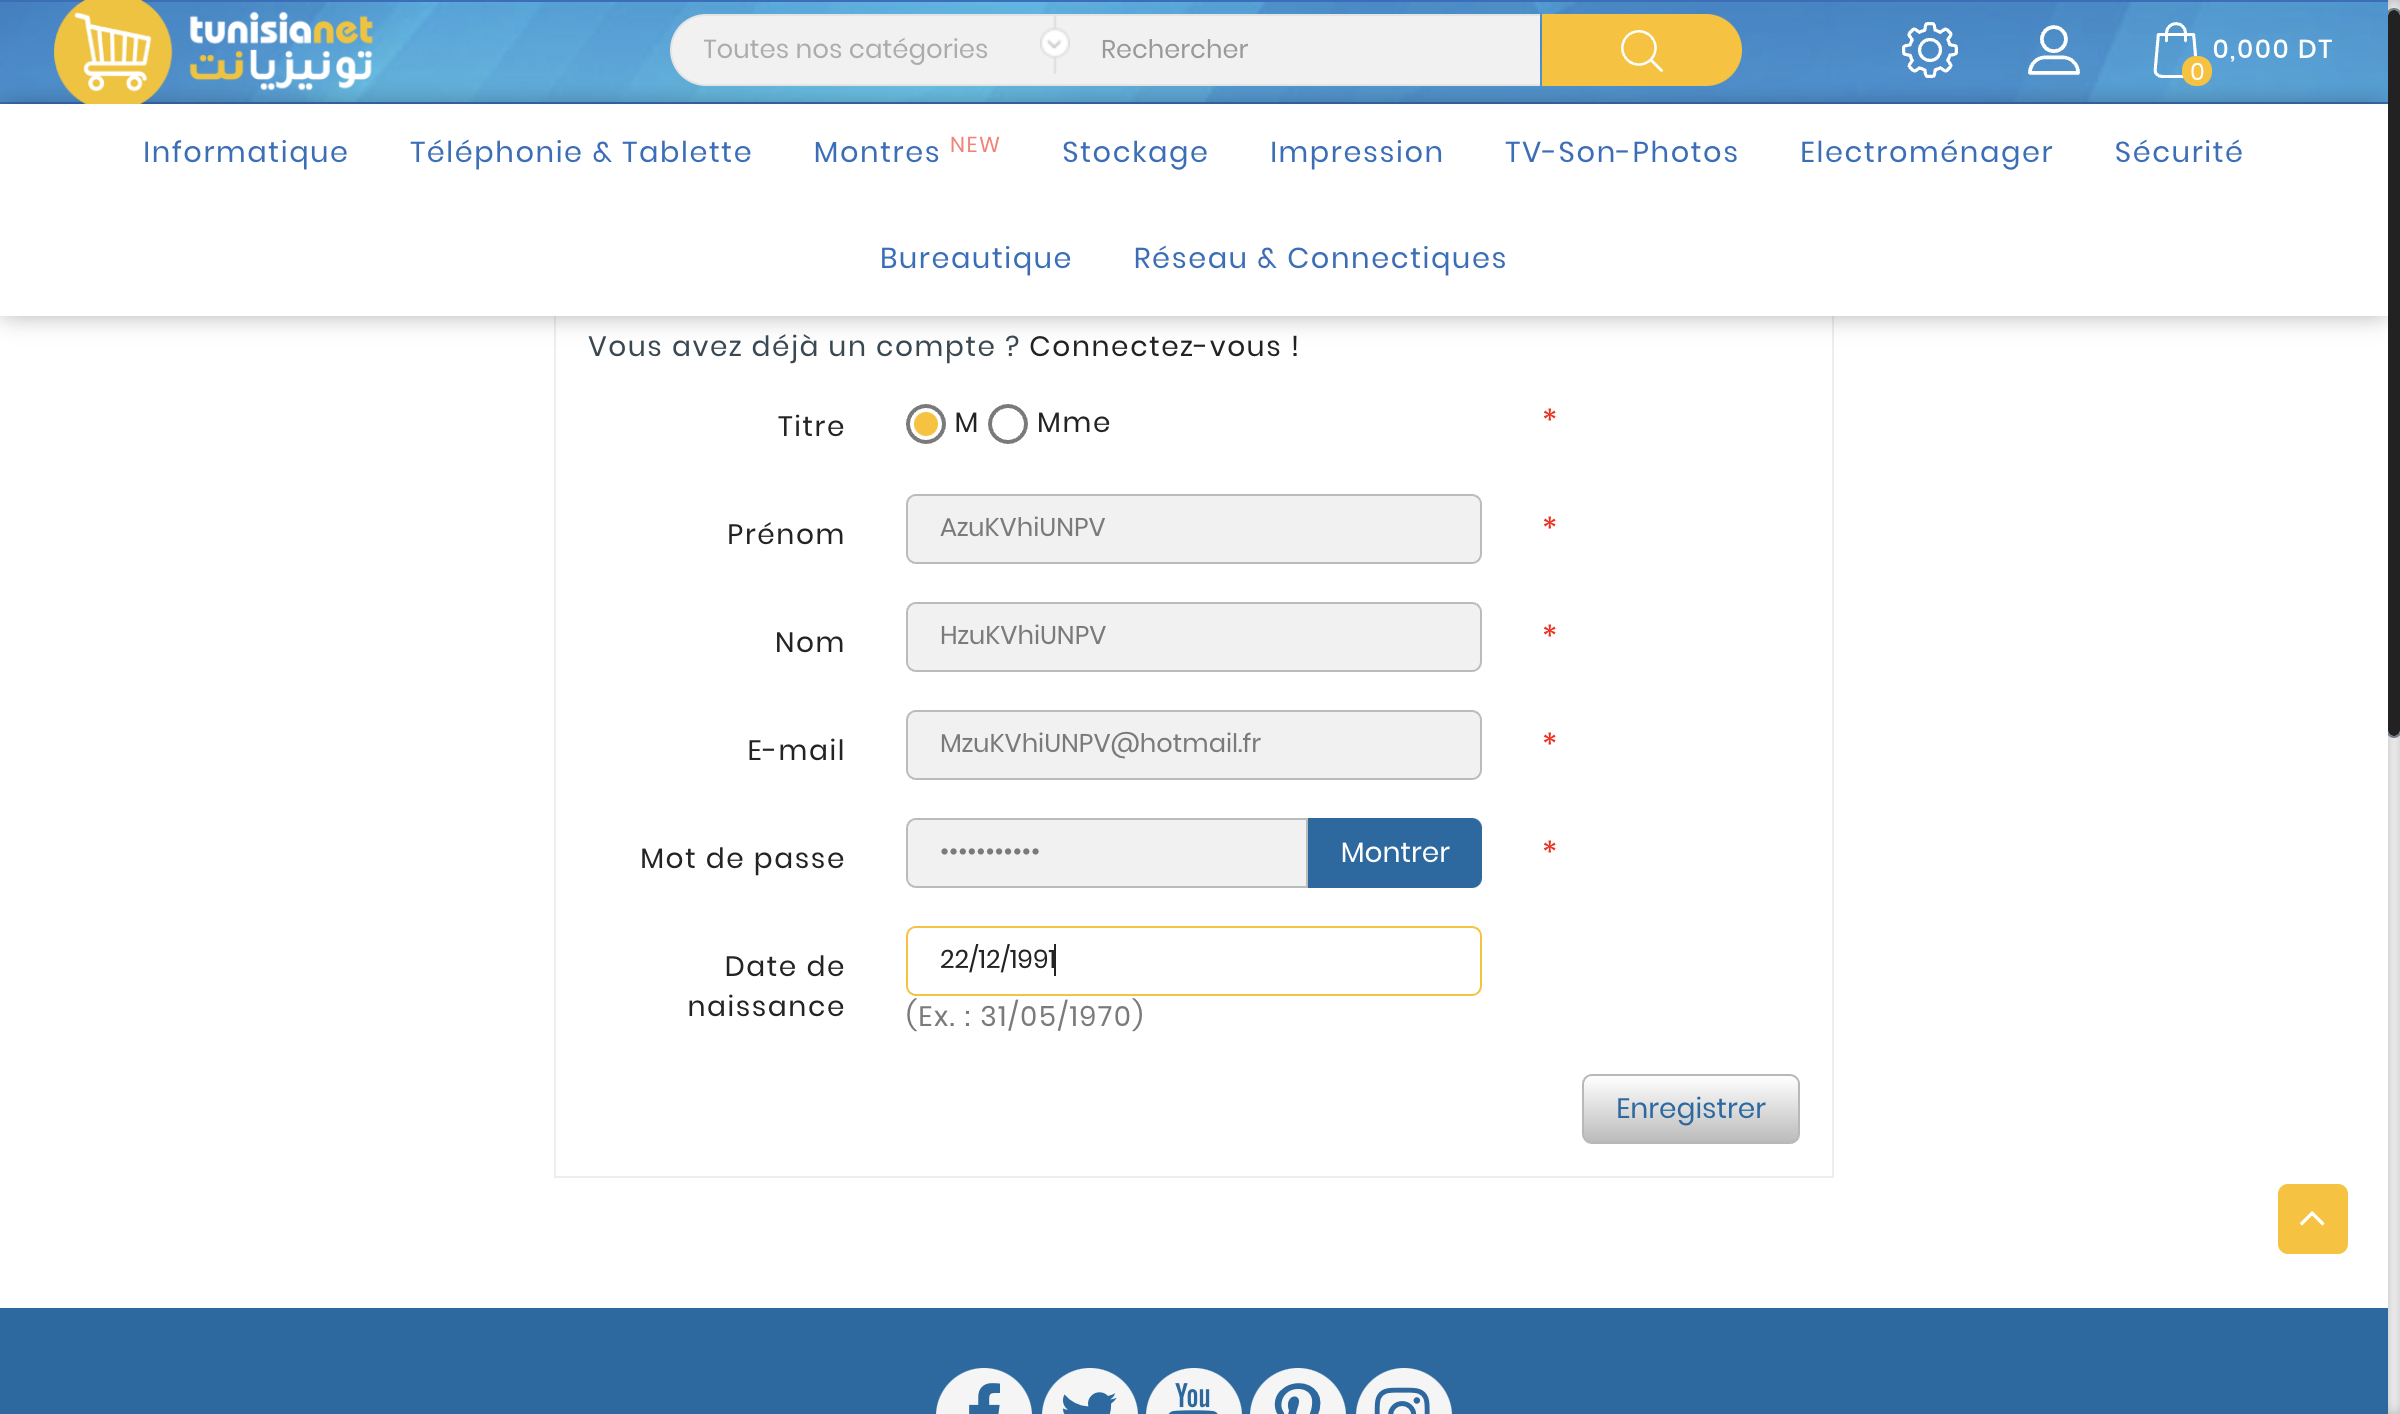 tunisianet
تونيزيانت
Toutes nos catégories
Rechercher
0
0,000 DT
Informatique
Téléphonie & Tablette
Montres NEW
Stockage
Impression
TV-Son-Photos
Electroménager
Sécurité
Bureautique
Réseau & Connectiques
Vous avez déjà un compte ? Connectez-vous !
Titre
M
Mme
*
Prénom
AzuKVhiUNPV
*
Nom
HzuKVhiUNPV
*
E-mail
MzuKVhiUNPV@hotmail.fr
*
Mot de passe
•••••••••••
Montrer
*
Date de
naissance
22/12/1991
(Ex. : 31/05/1970)
Enregistrer
You